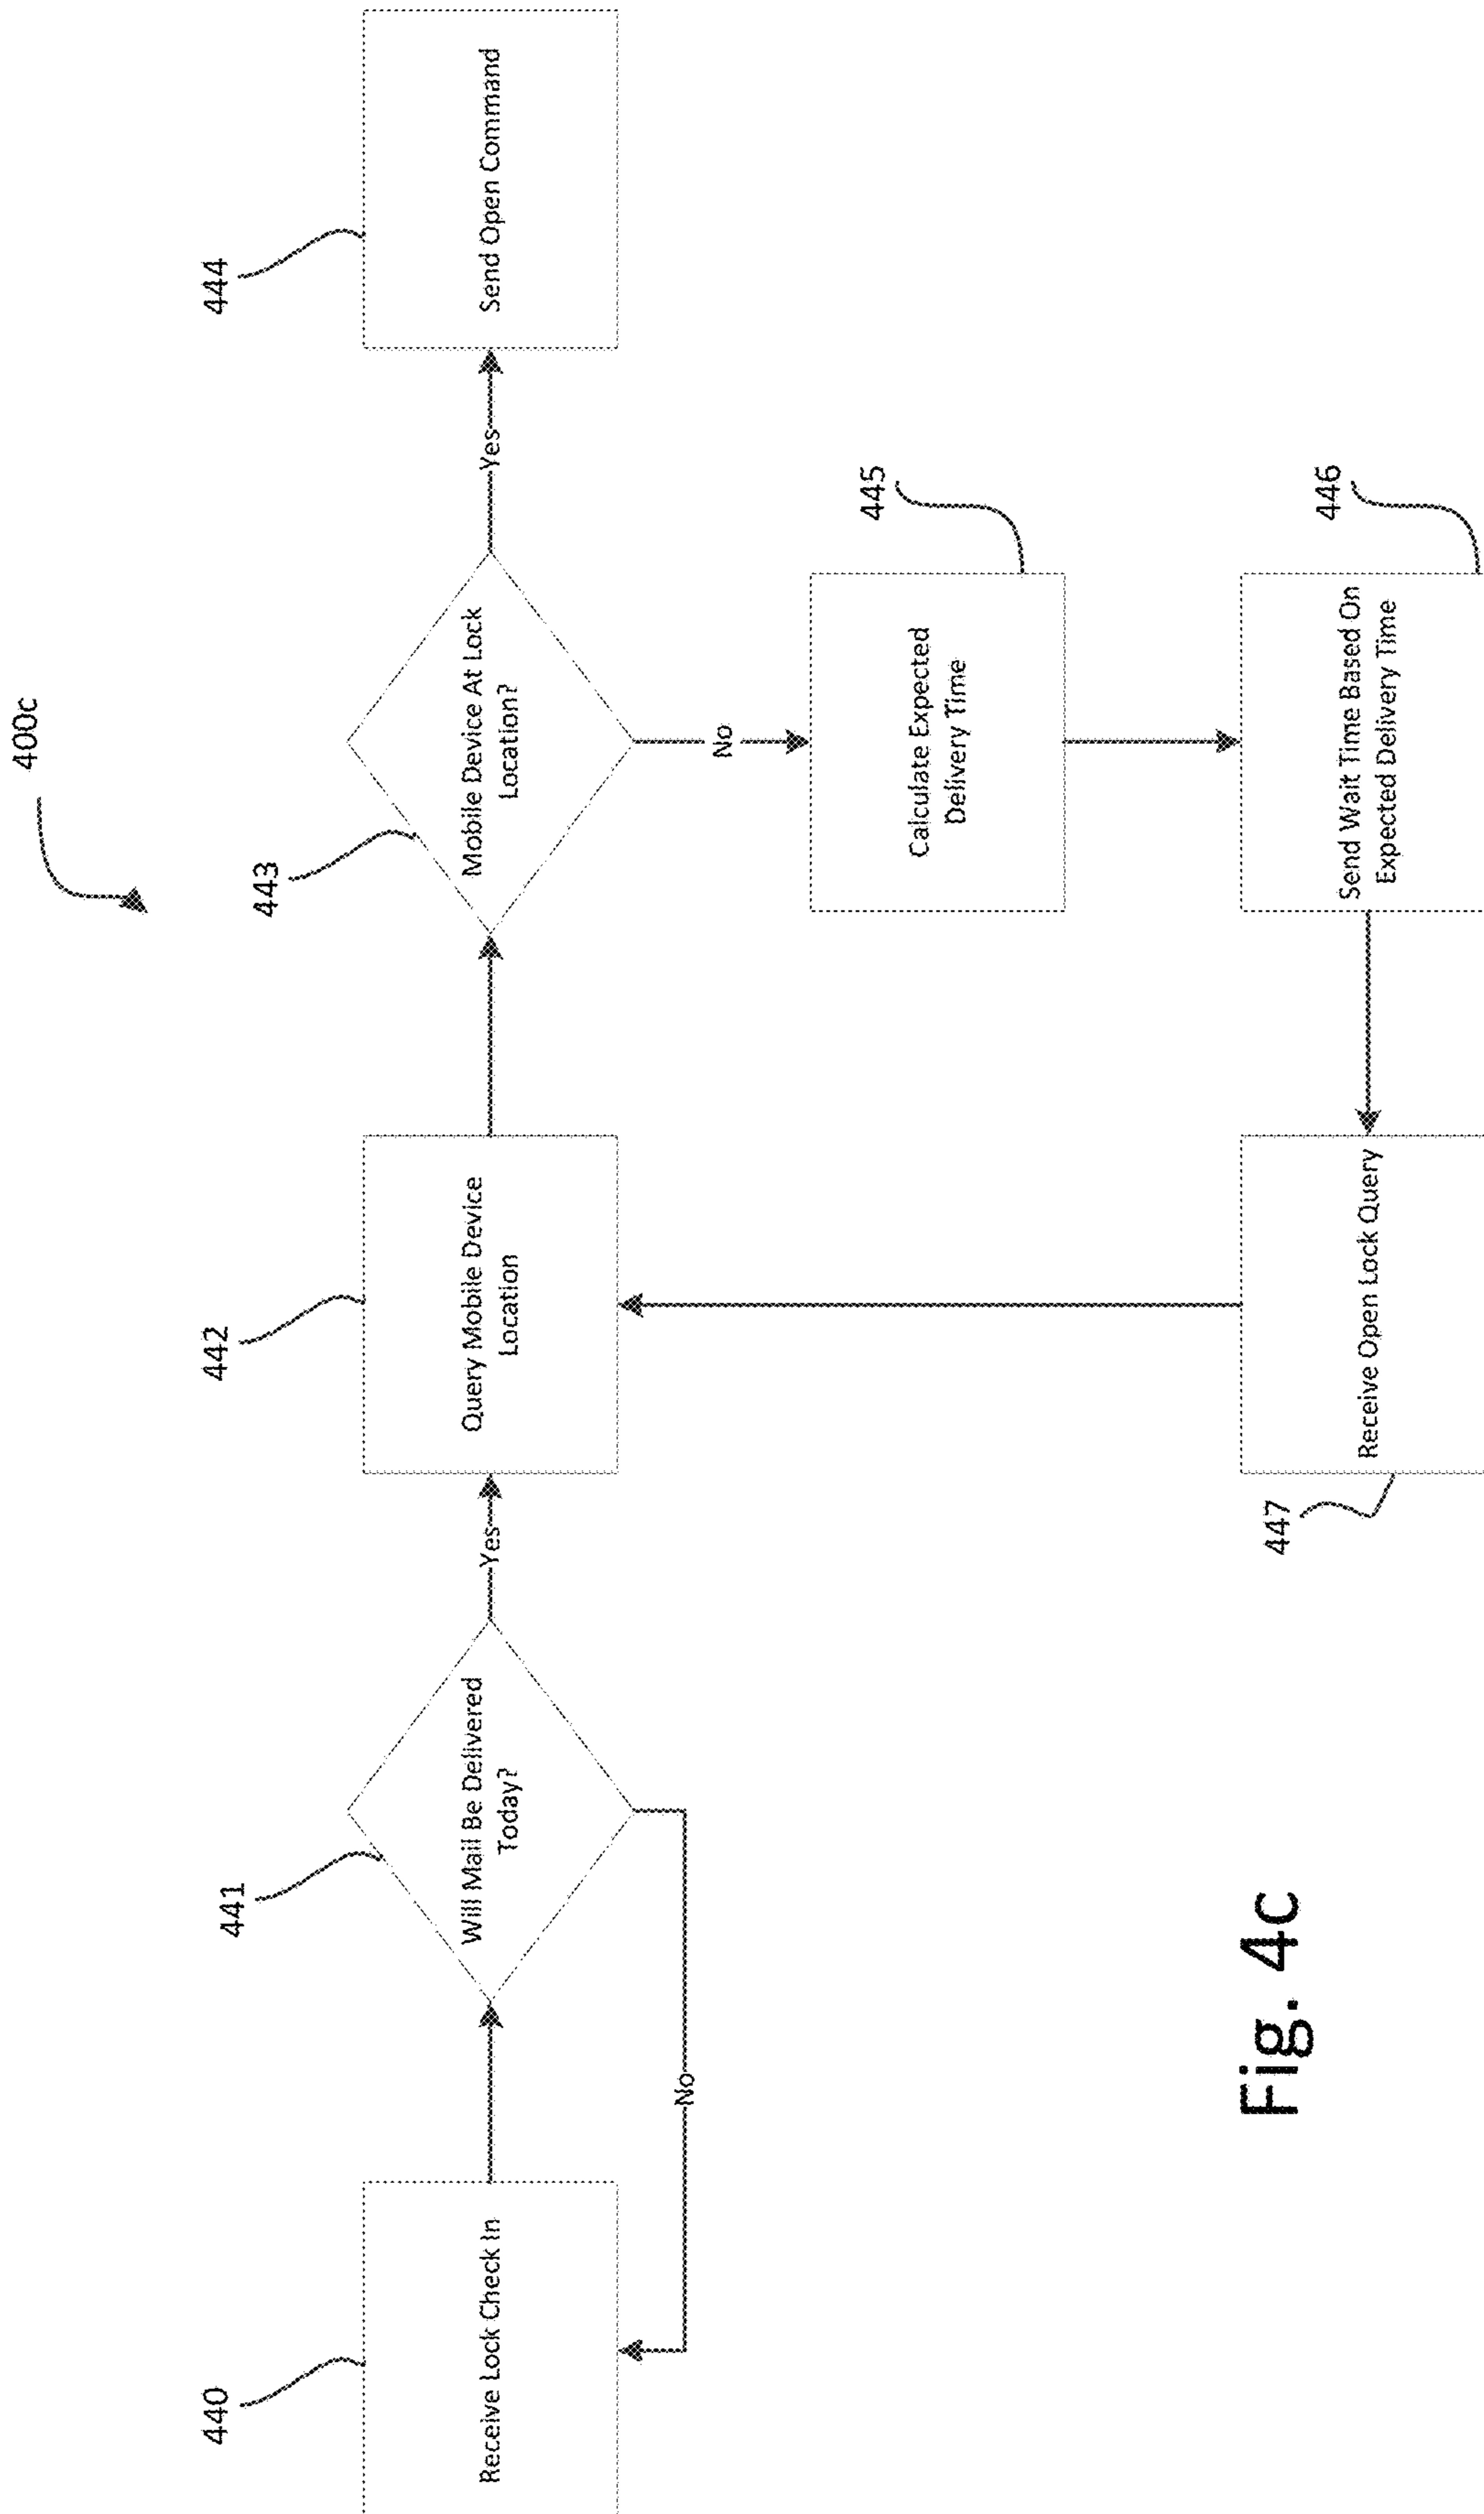 400c
440
Receive Lock Check In
441
Will Mail Be Delivered
Today?
Yes
No
442
Query Mobile Device
Location
443
Mobile Device At Lock
Location?
Yes
444
Send Open Command
No
445
Calculate Expected
Delivery Time
446
Send Wait Time Based On
Expected Delivery Time
447
Receive Open Lock Query
Fig. 4c